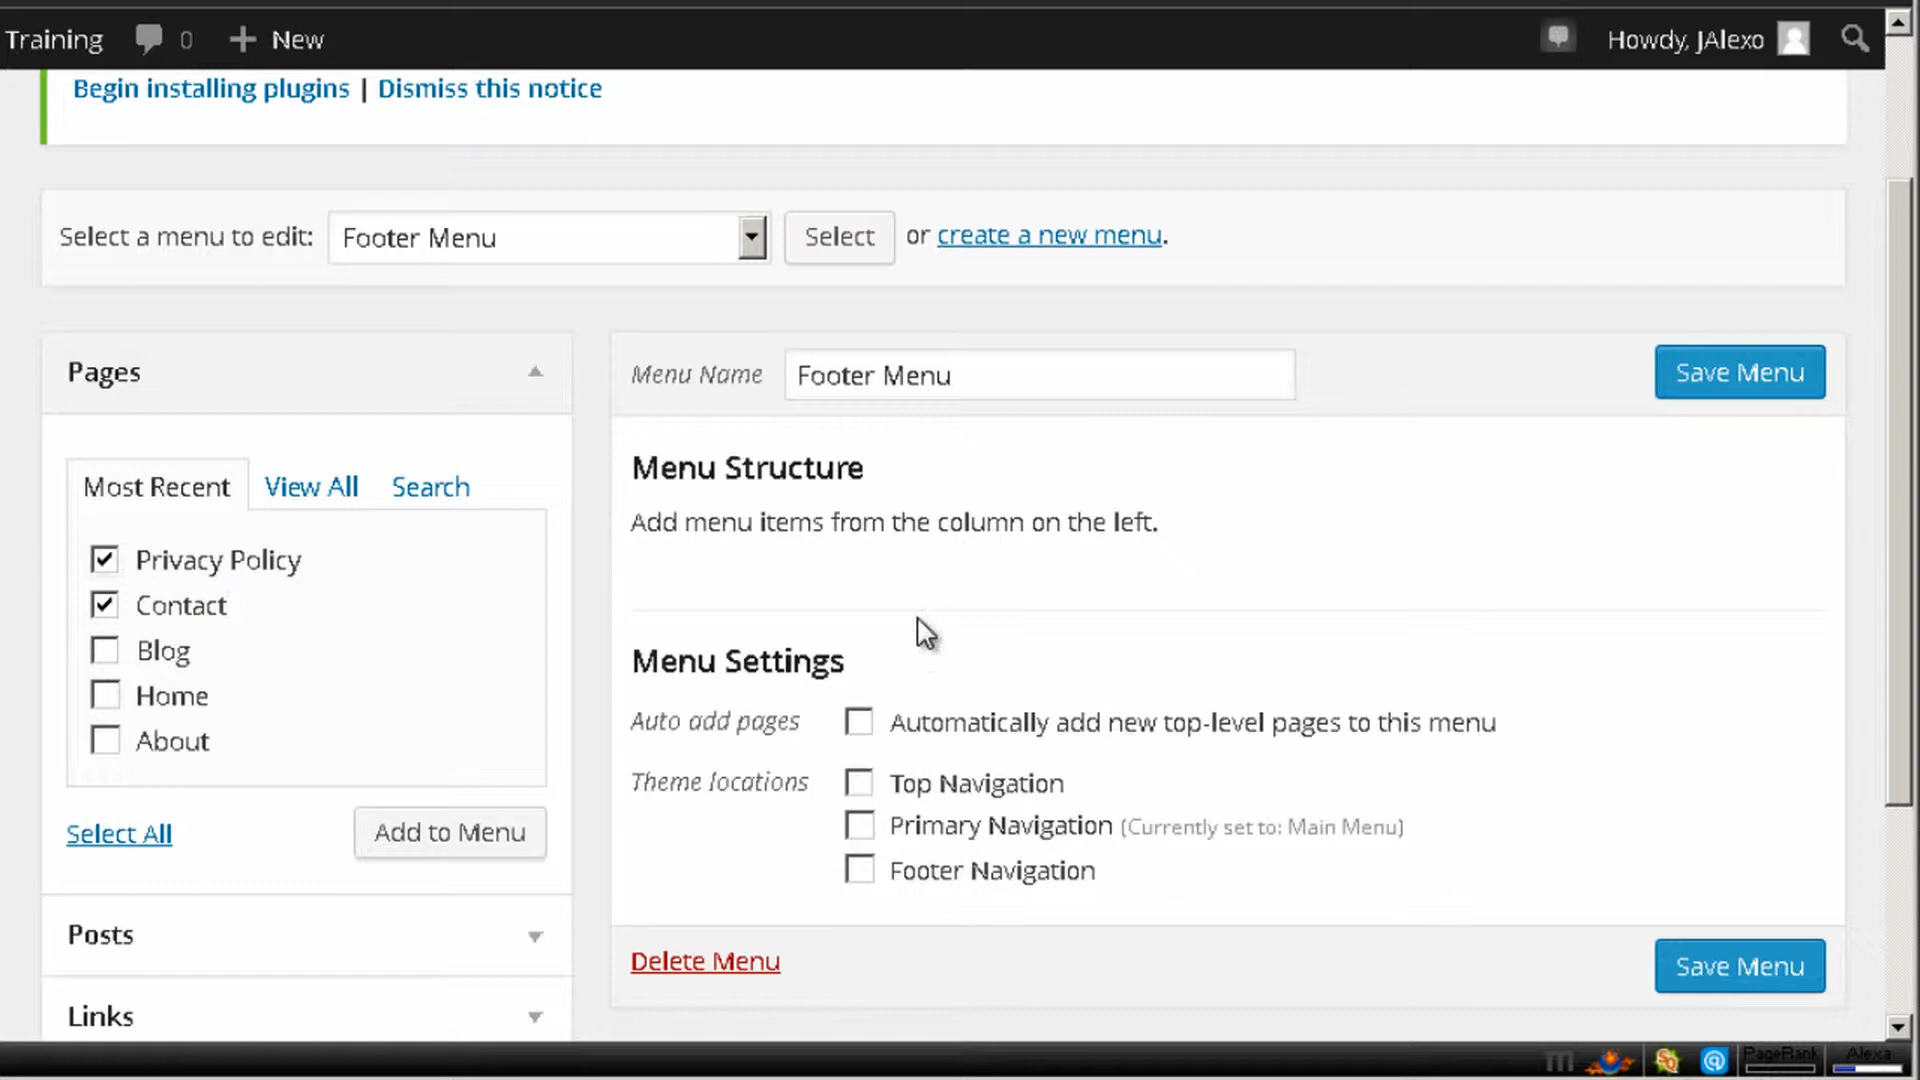 Training 0 New Howdy, JAlexo
Begin installing plugins | Dismiss this notice
Select a menu to edit: Footer Menu Select or create a new menu.
Pages
Most Recent View All Search
Privacy Policy
Contact
Blog
Home
About
Select All Add to Menu
Posts
Links
Menu Name Footer Menu Save Menu
Menu Structure
Add menu items from the column on the left.
Menu Settings
Auto add pages Automatically add new top-level pages to this menu
Theme locations Top Navigation
Primary Navigation (Currently set to: Main Menu)
Footer Navigation
Delete Menu Save Menu
PageRank Alexa